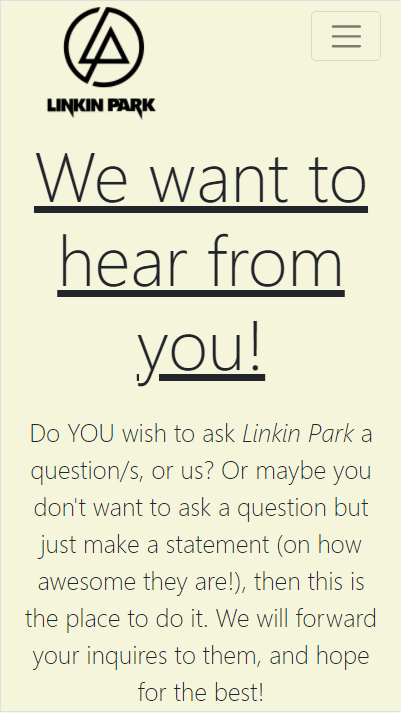 LINKIN PARK
We want to
hear from
you!
Do YOU wish to ask Linkin Park a
question/s, or us? Or maybe you
don't want to ask a question but
just make a statement (on how
awesome they are!), then this is
the place to do it. We will forward
your inquires to them, and hope
for the best!